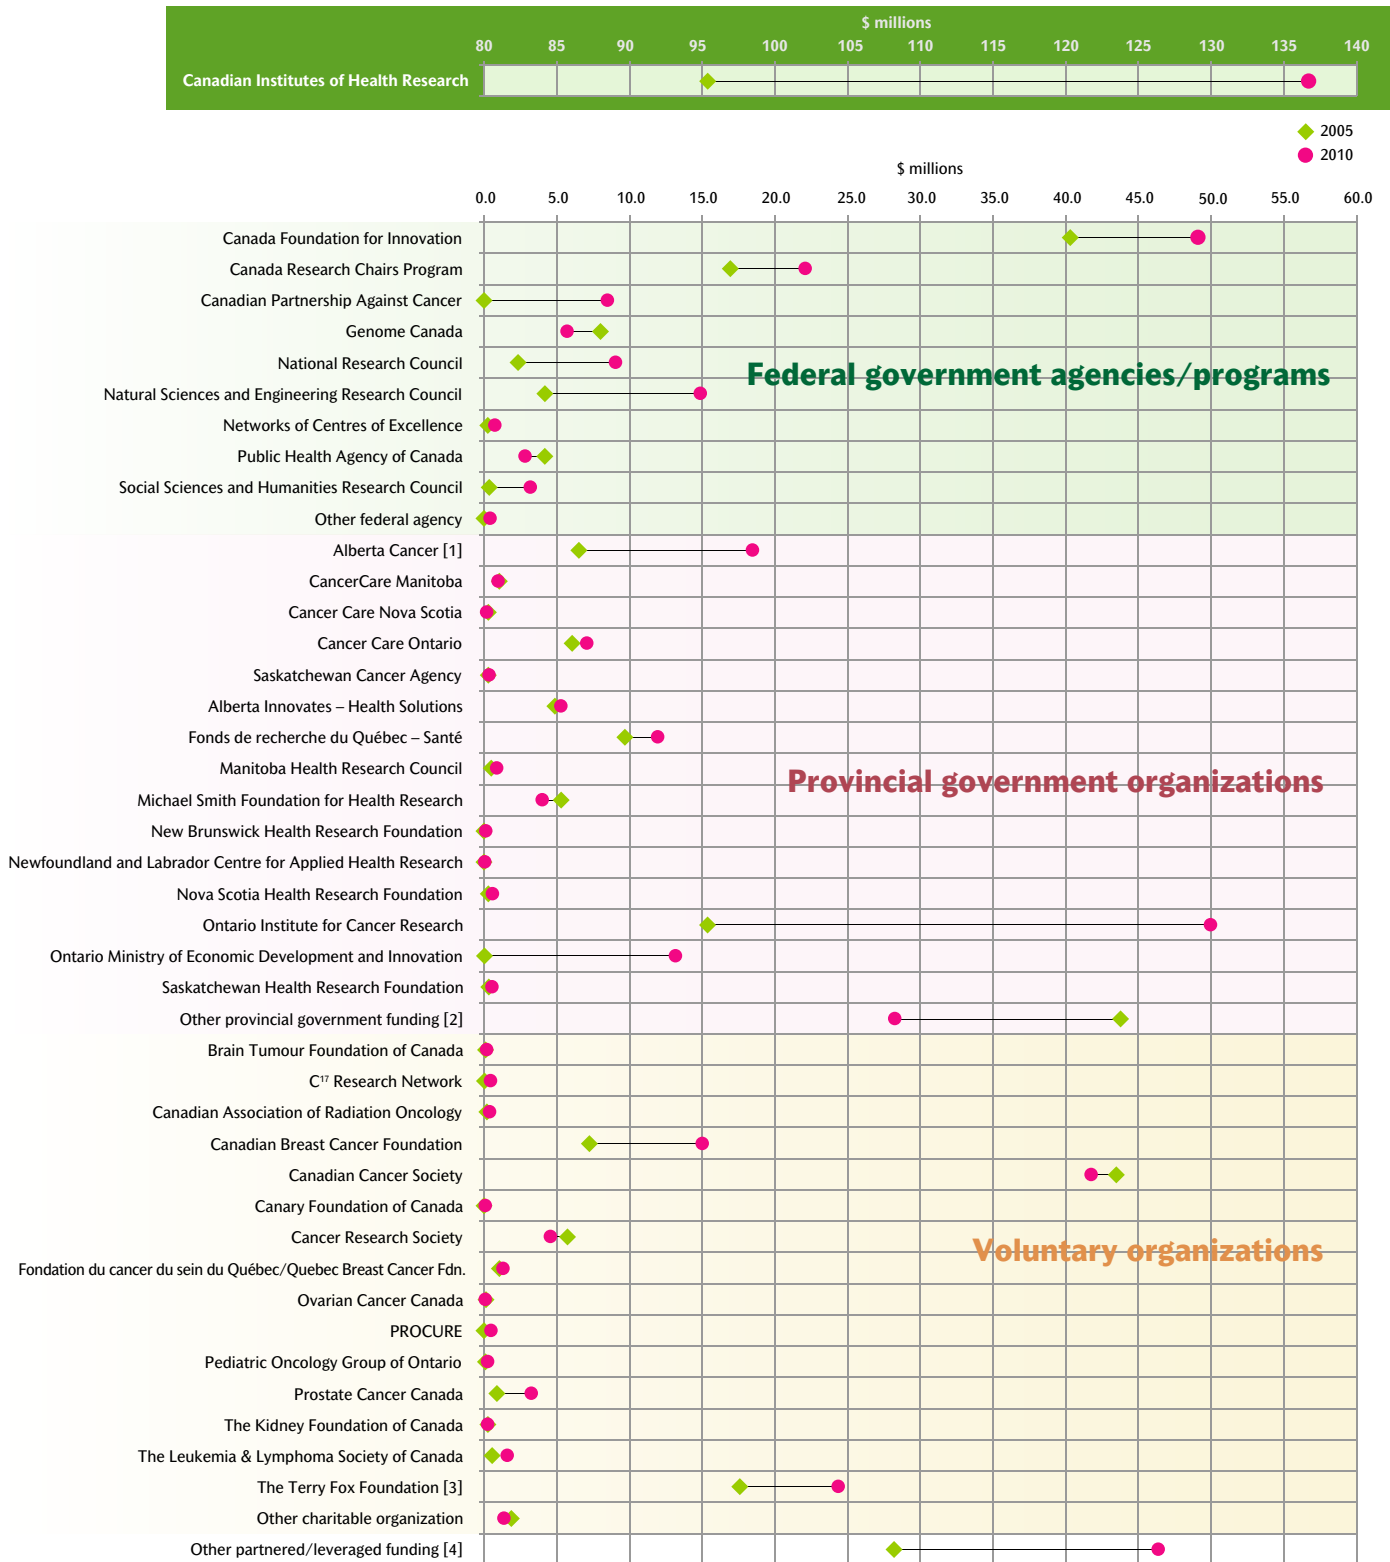 $ millions
80 85 90 95 100 105 110 115 120 125 130 135 140
Canadian Institutes of Health Research
2005
2010
$ millions
0.0 5.0 10.0 15.0 20.0 25.0 30.0 35.0 40.0 45.0 50.0 55.0 60.0
Canada Foundation for Innovation
Canada Research Chairs Program
Canadian Partnership Against Cancer
Genome Canada
National Research Council
Federal government agencies/programs
Natural Sciences and Engineering Research Council
Networks of Centres of Excellence
Public Health Agency of Canada
Social Sciences and Humanities Research Council
Other federal agency
Alberta Cancer [1]
CancerCare Manitoba
Cancer Care Nova Scotia
Cancer Care Ontario
Saskatchewan Cancer Agency
Alberta Innovates – Health Solutions
Fonds de recherche du Québec – Santé
Manitoba Health Research Council
Provincial government organizations
Michael Smith Foundation for Health Research
New Brunswick Health Research Foundation
Newfoundland and Labrador Centre for Applied Health Research
Nova Scotia Health Research Foundation
Ontario Institute for Cancer Research
Ontario Ministry of Economic Development and Innovation
Saskatchewan Health Research Foundation
Other provincial government funding [2]
Brain Tumour Foundation of Canada
C¹⁷ Research Network
Canadian Association of Radiation Oncology
Canadian Breast Cancer Foundation
Canadian Cancer Society
Canary Foundation of Canada
Cancer Research Society
Voluntary organizations
Fondation du cancer du sein du Québec/Quebec Breast Cancer Fdn.
Ovarian Cancer Canada
PROCURE
Pediatric Oncology Group of Ontario
Prostate Cancer Canada
The Kidney Foundation of Canada
The Leukemia & Lymphoma Society of Canada
The Terry Fox Foundation [3]
Other charitable organization
Other partnered/leveraged funding [4]